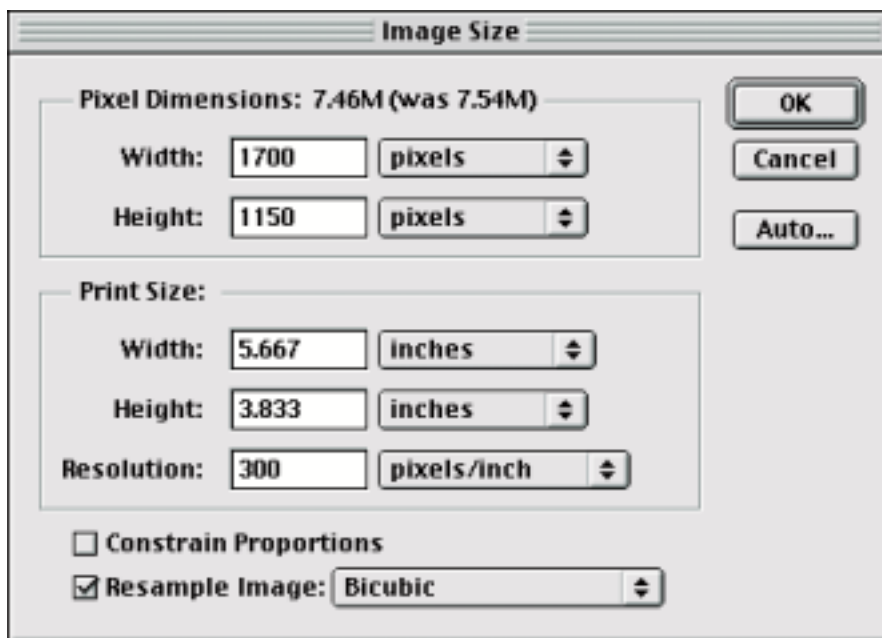 Image Size
Pixel Dimensions: 7.46M (was 7.54M)
OK
Width: 1700 pixels
Cancel
Height: 1150 pixels
Auto...
Print Size:
Width: 5.667 inches
Height: 3.833 inches
Resolution: 300 pixels/inch
Constrain Proportions
Resample Image: Bicubic